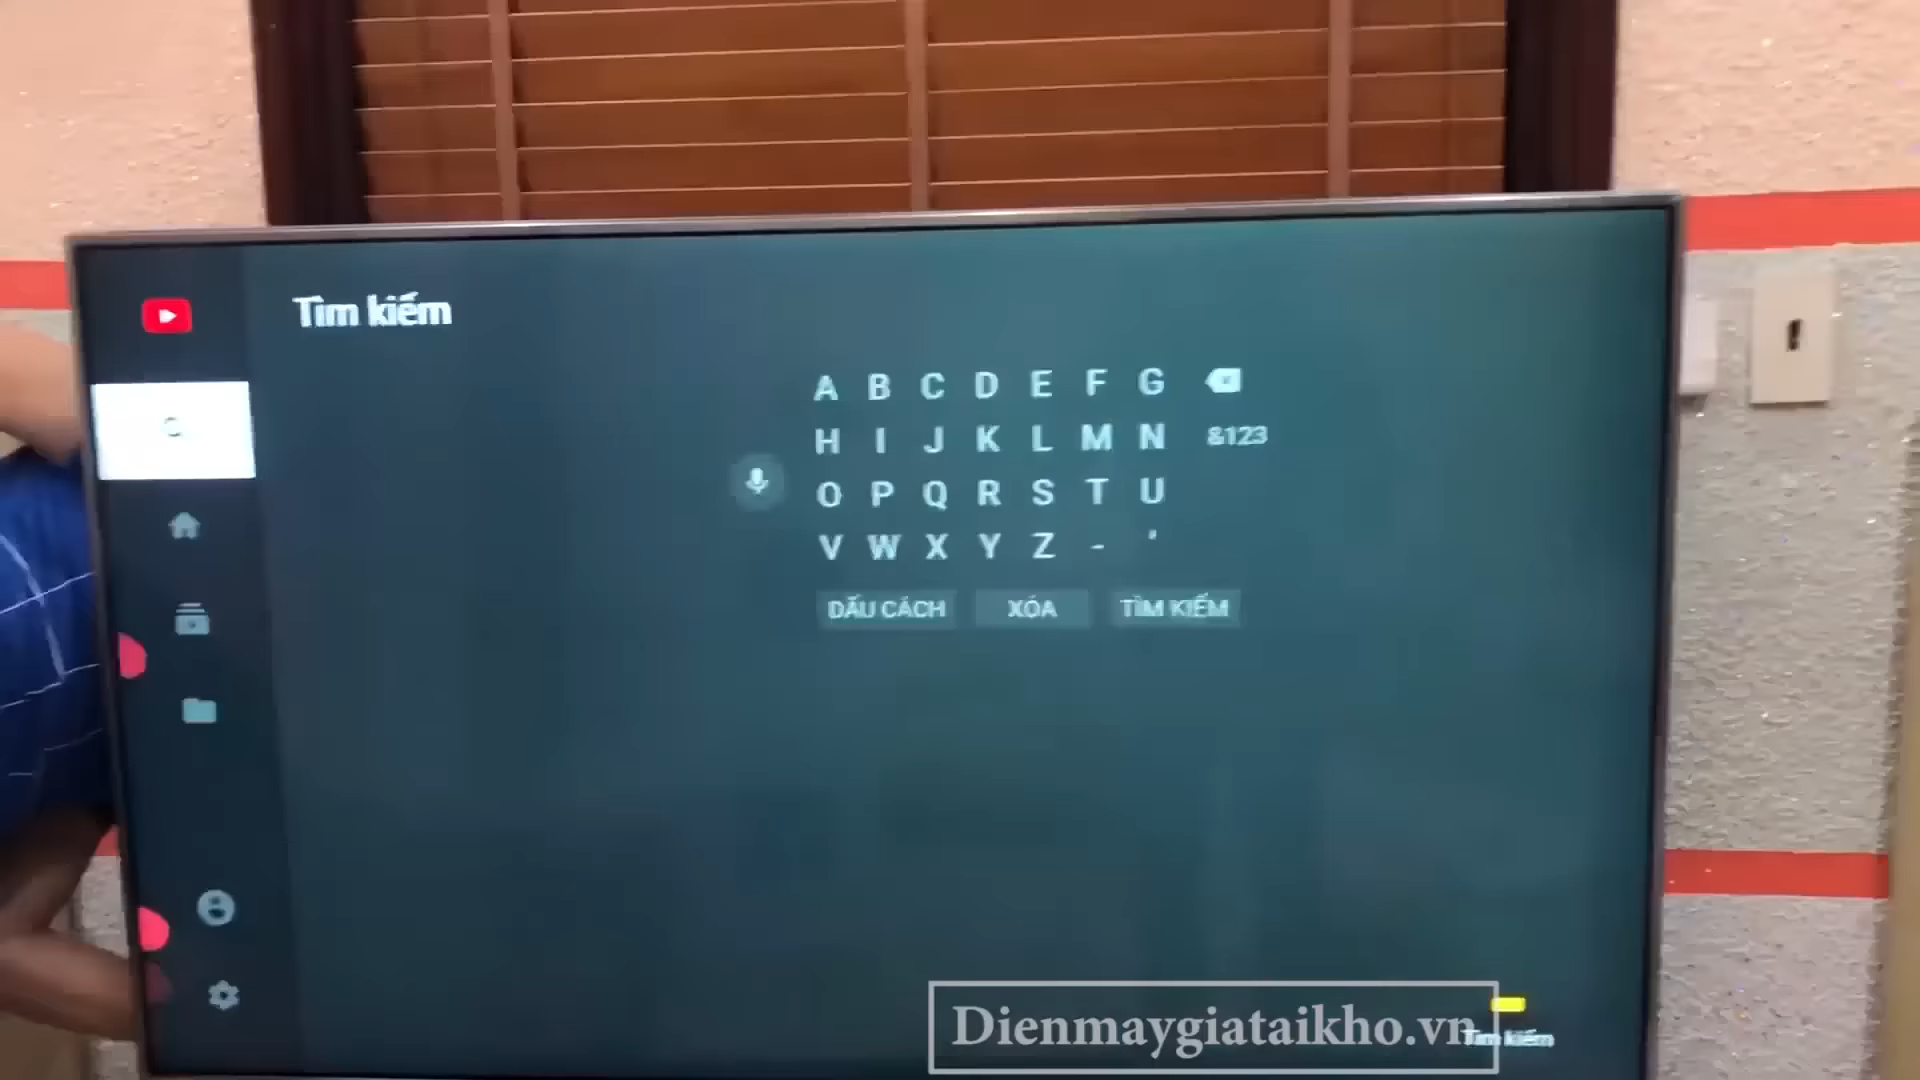 Tìm kiếm
A B C D E F G
H I J K L M N &123
O P Q R S T U
V W X Y Z - '
DẤU CÁCH XÓA TÌM KIẾM
Dienmaygiataikho.vn
Tìm kiếm